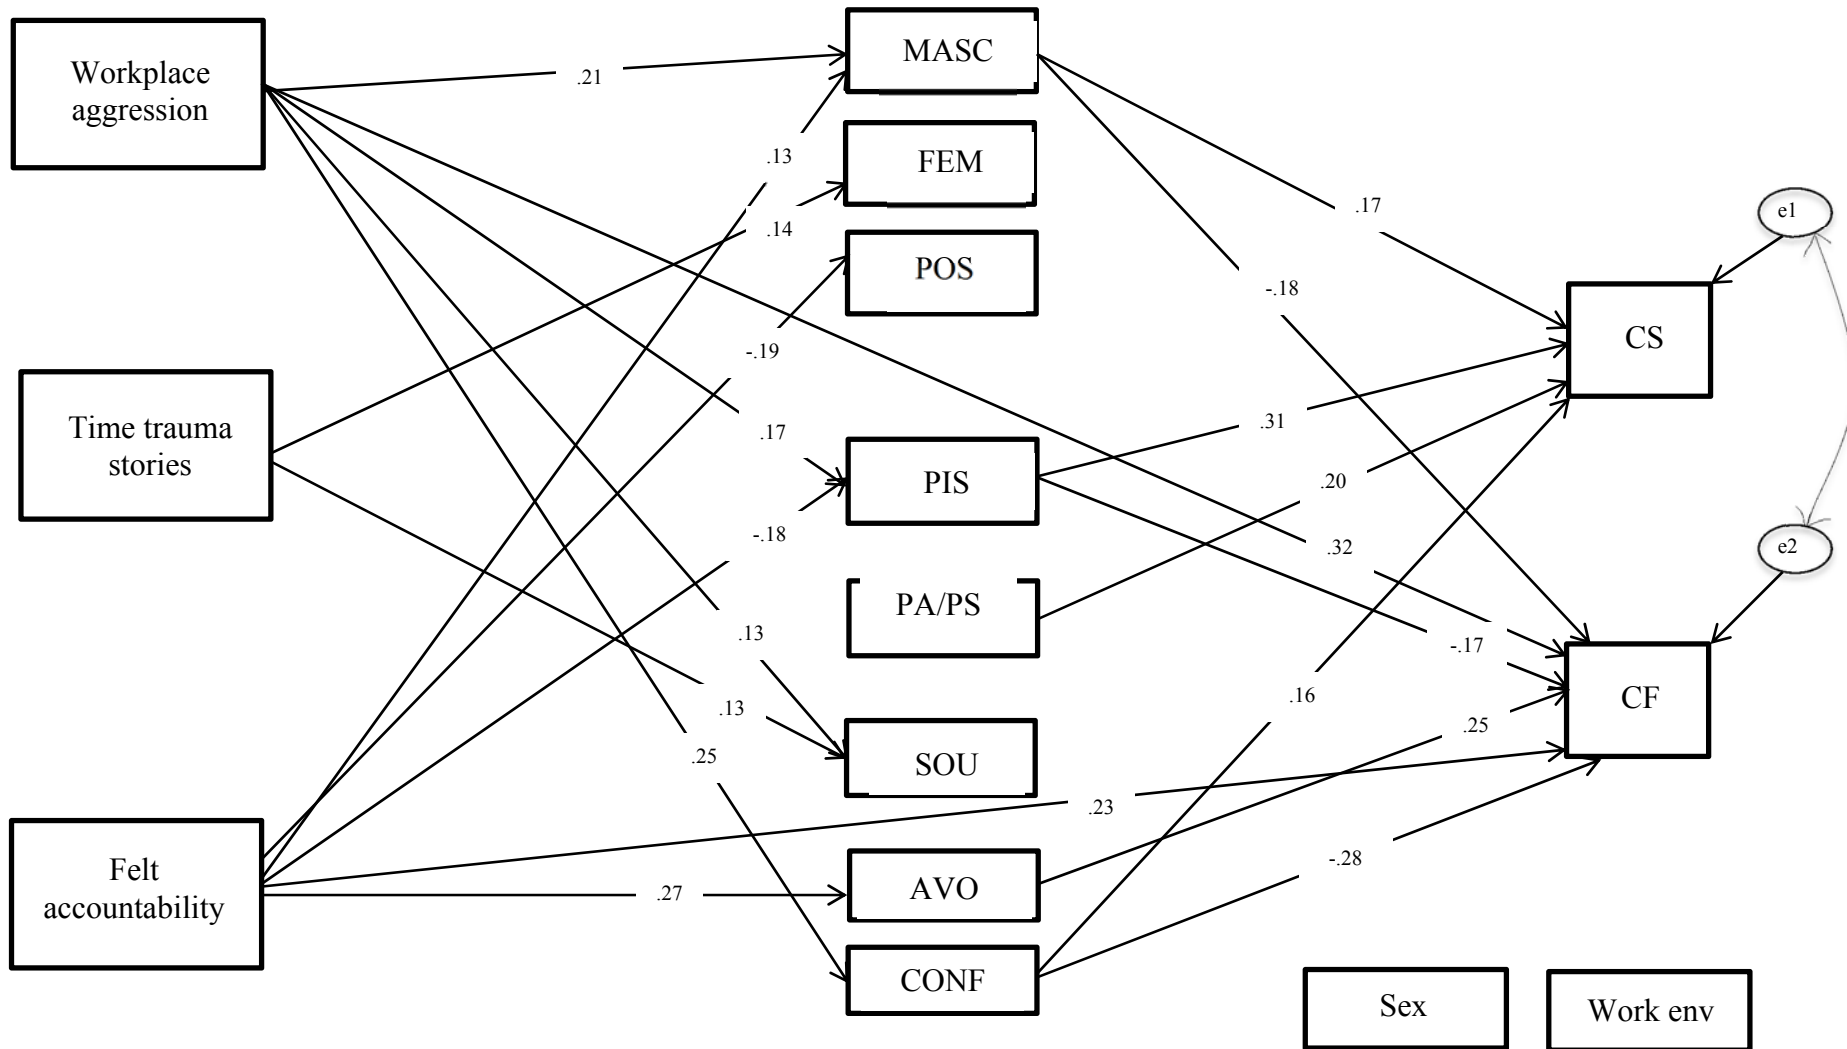 Workplace
aggression
Time trauma
stories
Felt
accountability
MASC
FEM
POS
PIS
PA/PS
SOU
AVO
CONF
.21
.13
.14
-.19
.17
-.18
.13
.13
.25
.27
.17
-.18
.31
.20
.32
-.17
.16
.25
.23
-.28
CS
CF
e1
e2
Sex
Work env